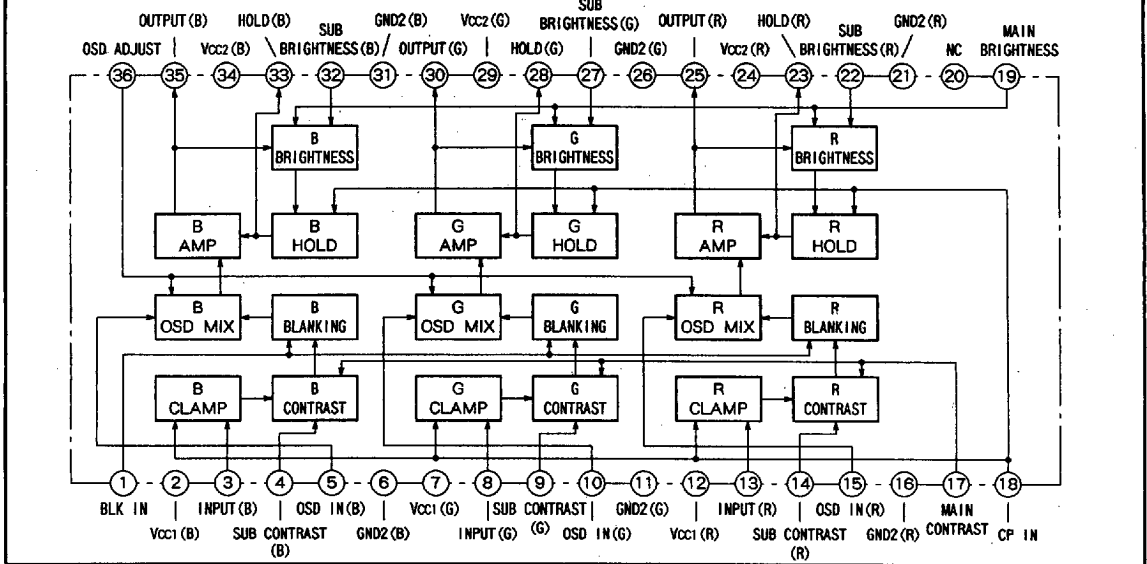 SUB
OUTPUT(B) HOLD(B) SUB GND2(B) VCC2(G) BRIGHTNESS(G) OUTPUT(R) HOLD(R) SUB GND2(R) MAIN
OSD ADJUST VCC2(B) BRIGHTNESS(B) OUTPUT(G) HOLD(G) GND2(G) VCC2(R) BRIGHTNESS(R) NC BRIGHTNESS
36 35 34 33 32 31 30 29 28 27 26 25 24 23 22 21 20 19
B G R
BRIGHTNESS BRIGHTNESS BRIGHTNESS
B B G G R R
AMP HOLD AMP HOLD AMP HOLD
B B G G R R
OSD MIX BLANKING OSD MIX BLANKING OSD MIX BLANKING
B B G G R R
CLAMP CONTRAST CLAMP CONTRAST CLAMP CONTRAST
1 2 3 4 5 6 7 8 9 10 11 12 13 14 15 16 17 18
BLK IN INPUT(B) OSD IN(B) VCC1(G) SUB CONTRAST GND2(G) INPUT(R) OSD IN(R) MAIN
VCC1(B) SUB CONTRAST GND2(B) INPUT(G) (G) OSD IN(G) VCC1(R) SUB CONTRAST GND2(R) CONTRAST CP IN
(B) (R)